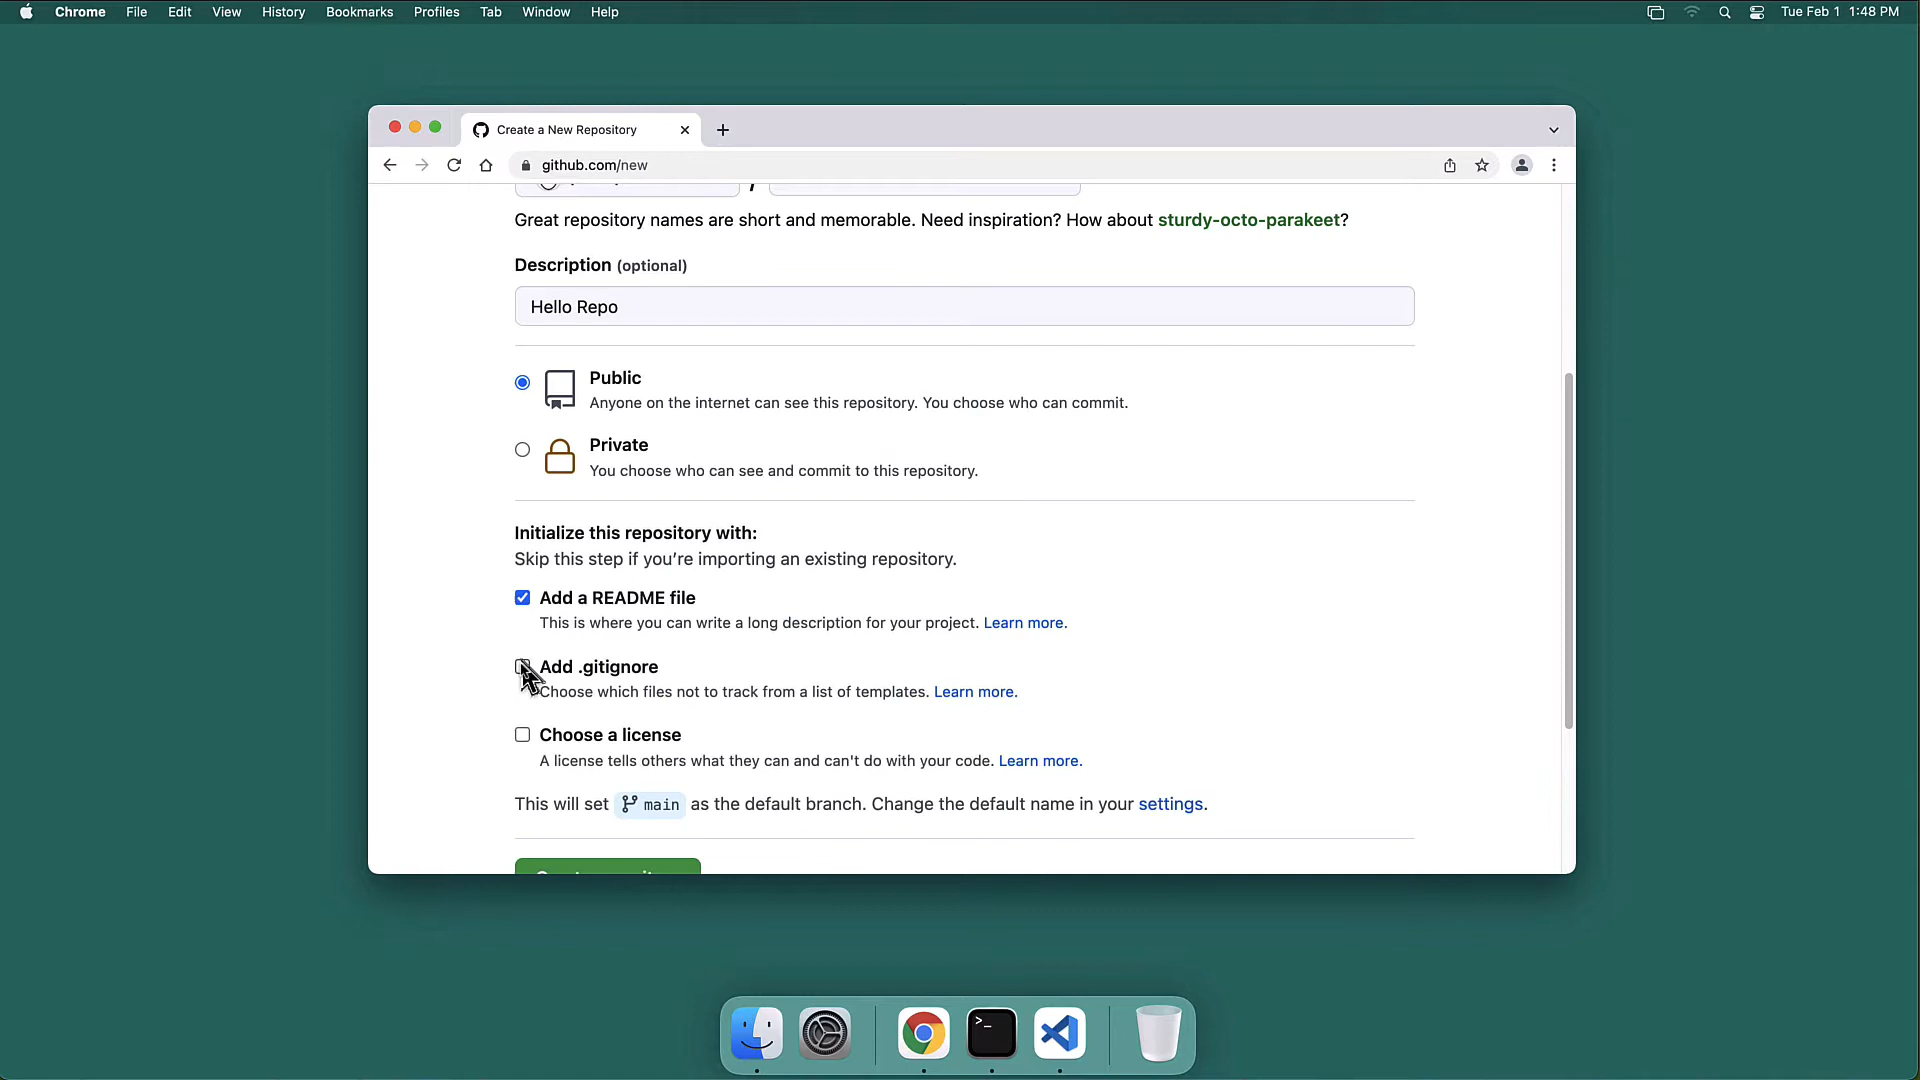 Chrome File Edit View History Bookmarks Profiles Tab Window Help Tue Feb 1 1:48 PM
Create a New Repository
github.com/new
/
Great repository names are short and memorable. Need inspiration? How about sturdy-octo-parakeet?
Description (optional)
Hello Repo
Public
Anyone on the internet can see this repository. You choose who can commit.
Private
You choose who can see and commit to this repository.
Initialize this repository with:
Skip this step if you're importing an existing repository.
Add a README file
This is where you can write a long description for your project. Learn more.
Add .gitignore
Choose which files not to track from a list of templates. Learn more.
Choose a license
A license tells others what they can and can't do with your code. Learn more.
This will set main as the default branch. Change the default name in your settings.
>_